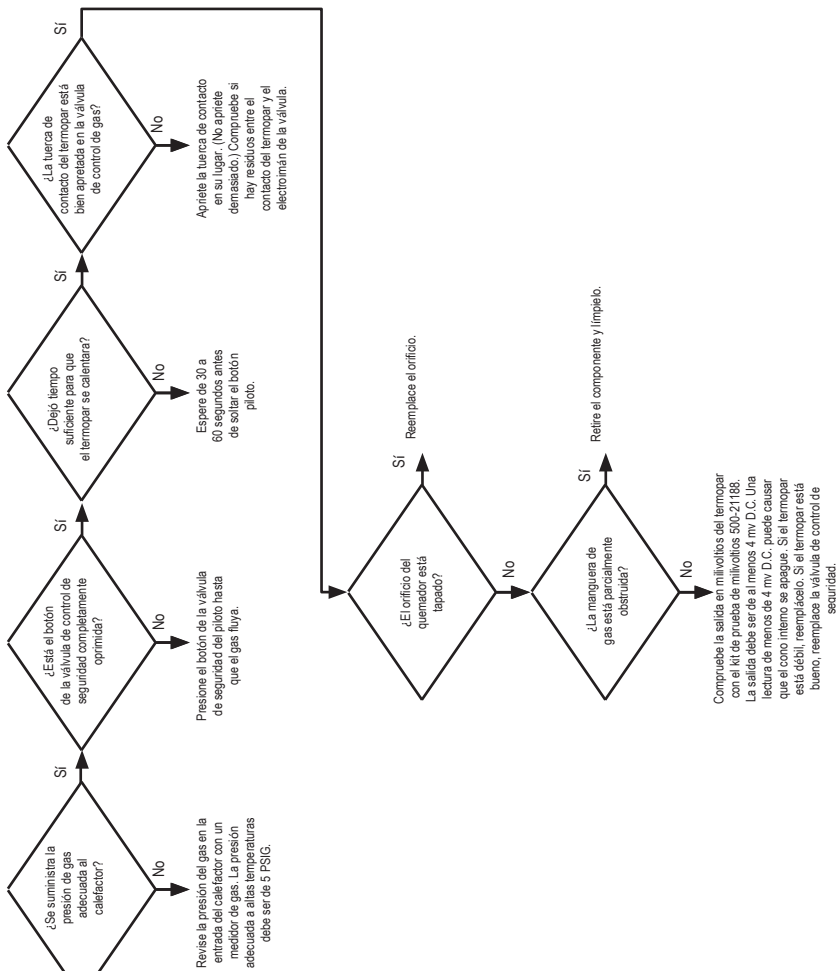 ¿Se suministra la
presión de gas
adecuada al
calefactor?
Sí
No
Revise la presión del gas en la
entrada del calefactor con un
medidor de gas. La presión
adecuada a altas temperaturas
debe ser de 5 PSIG.
¿Está el botón
de la válvula de control de
seguridad completamente
oprimida?
Sí
No
Presione el botón de la válvula
de seguridad del piloto hasta
que el gas fluya.
¿Dejó tiempo
suficiente para que
el termopar se calentara?
Sí
No
Espere de 30 a
60 segundos antes
de soltar el botón
piloto.
¿La tuerca de
contacto del termopar está
bien apretada en la válvula
de control de gas?
Sí
No
Apriete la tuerca de contacto
en su lugar. (No apriete
demasiado.) Compruebe si
hay residuos entre el
contacto del termopar y el
electroimán de la válvula.
¿El orificio del
quemador está
tapado?
Sí
Reemplace el orificio.
No
¿La manguera de
gas está parcialmente
obstruida?
Sí
Retire el componente y límpielo.
No
Compruebe la salida en milivoltios del termopar
con el kit de prueba de milivoltios 500-21188.
La salida debe ser de al menos 4 mv D.C. Una
lectura de menos de 4 mv D.C. puede causar
que el cono interno se apague. Si el termopar
está débil, reemplácelo. Si el termopar está
bueno, reemplace la válvula de control de
seguridad.